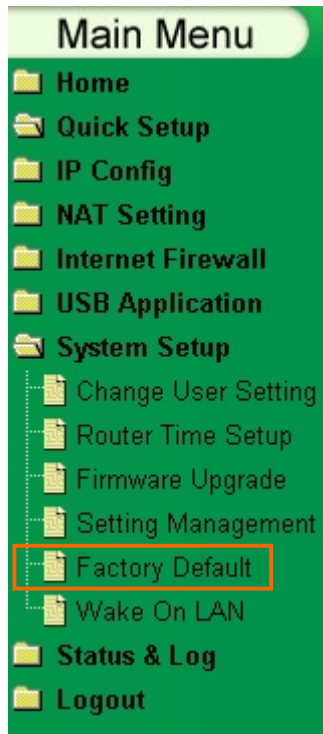 Main Menu
Home
Quick Setup
IP Config
NAT Setting
Internet Firewall
USB Application
System Setup
Change User Setting
Router Time Setup
Firmware Upgrade
Setting Management
Factory Default
Wake On LAN
Status & Log
Logout